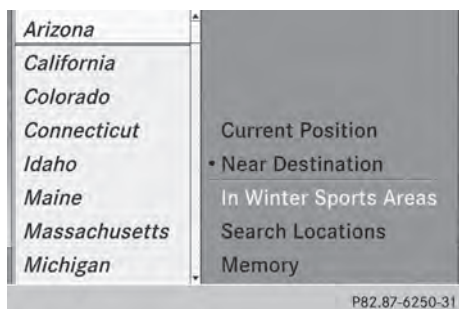 Arizona
California
Colorado
Connecticut
Idaho
Maine
Massachusetts
Michigan
Current Position
• Near Destination
In Winter Sports Areas
Search Locations
Memory
P82.87-6250-31